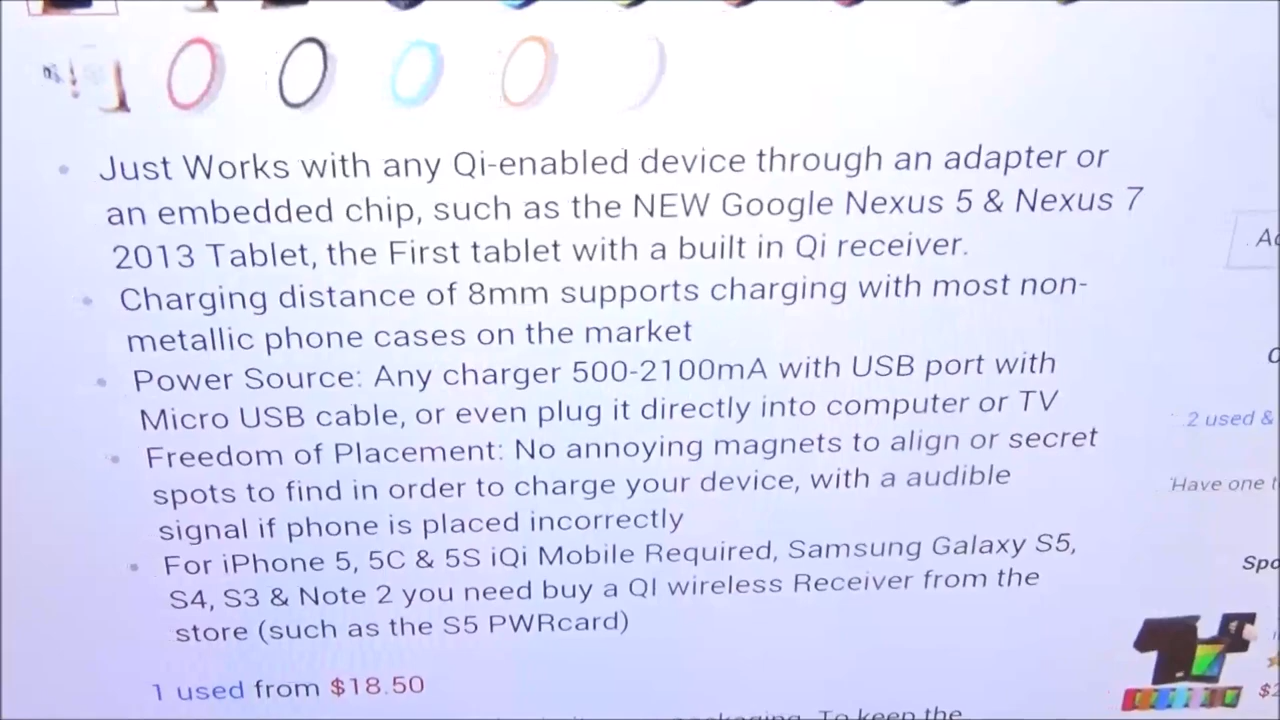 Just Works with any Qi-enabled device through an adapter or
an embedded chip, such as the NEW Google Nexus 5 & Nexus 7
2013 Tablet, the First tablet with a built in Qi receiver.
Charging distance of 8mm supports charging with most non-
metallic phone cases on the market
Power Source: Any charger 500-2100mA with USB port with
Micro USB cable, or even plug it directly into computer or TV
Freedom of Placement: No annoying magnets to align or secret
spots to find in order to charge your device, with a audible
signal if phone is placed incorrectly
For iPhone 5, 5C & 5S iQi Mobile Required, Samsung Galaxy S5,
S4, S3 & Note 2 you need buy a QI wireless Receiver from the
store (such as the S5 PWRcard)
1 used from $18.50
To keep the
2 used &
Have one